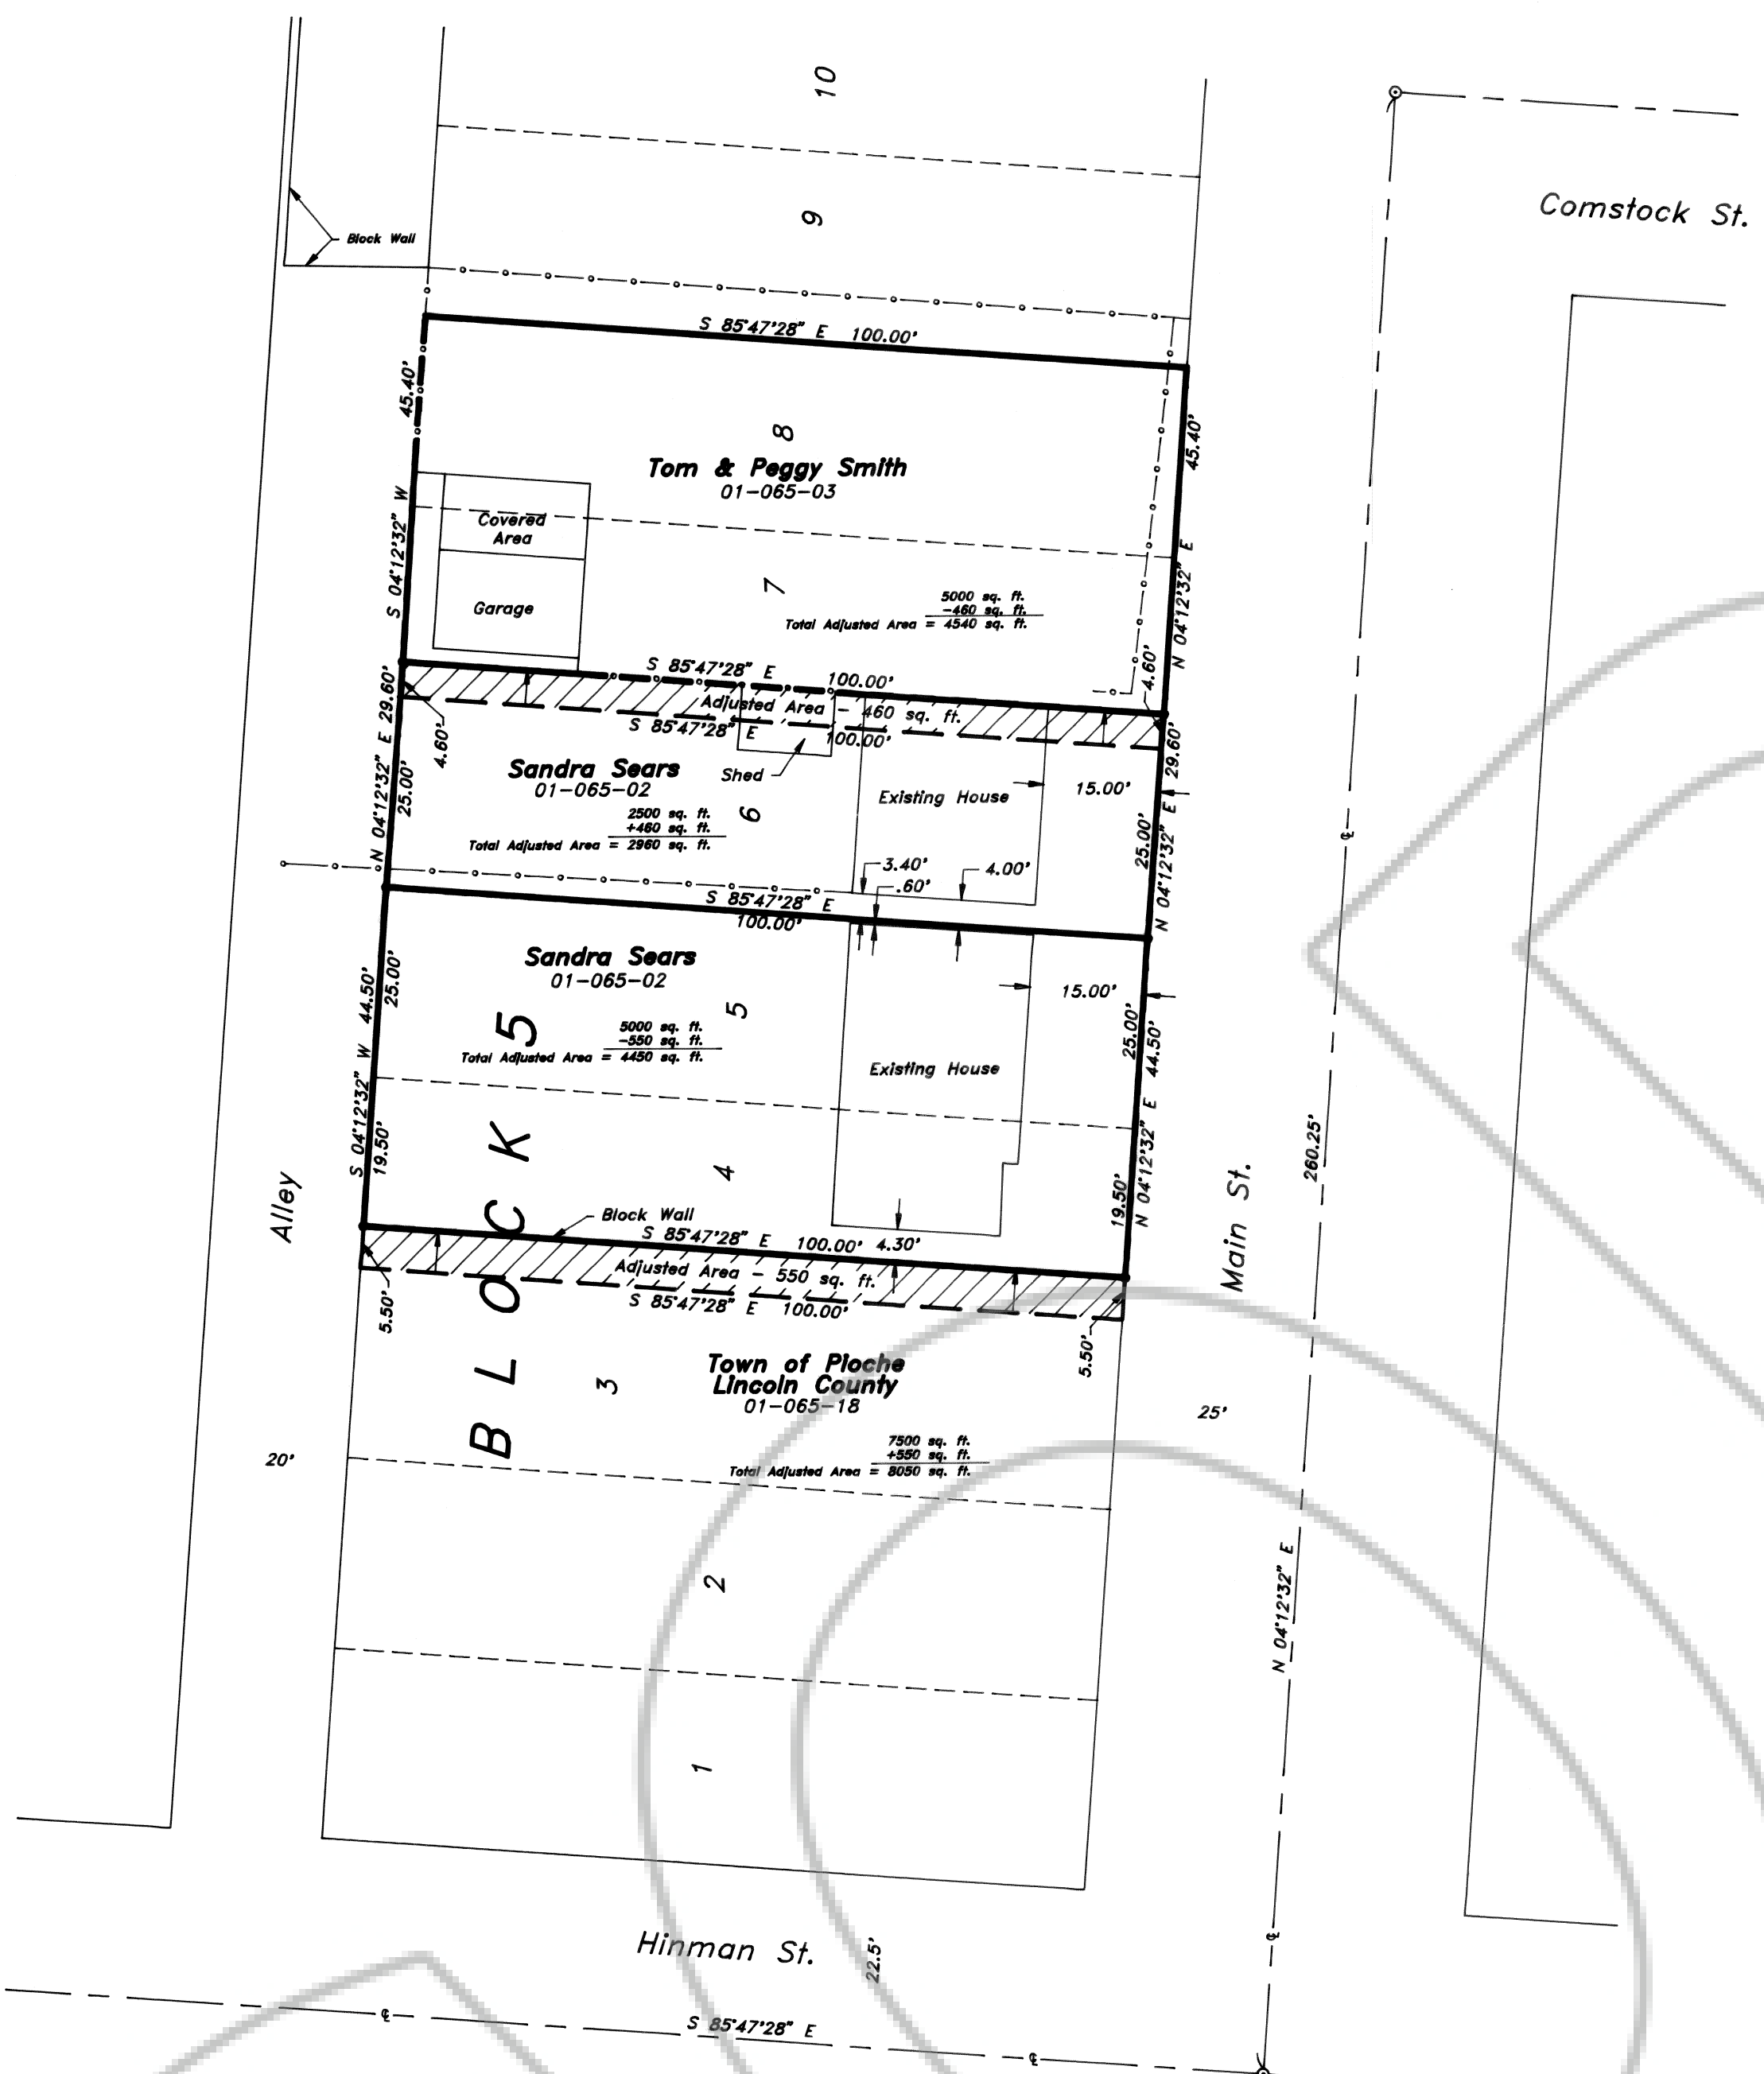 10
Comstock St.
9
Block Wall
S 85°47'28" E 100.00'
45.40'
45.40'
8
Tom & Peggy Smith
01-065-03
S 04°12'32" W
N 04°12'32" E
Covered
Area
7
Garage
5000 sq. ft.
-460 sq. ft.
Total Adjusted Area = 4540 sq. ft.
S 85°47'28" E 100.00'
4.60'
Adjusted Area - 460 sq. ft.
S 85°47'28" E 100.00'
N 04°12'32" E 29.60'
4.60'
29.60'
Sandra Sears
01-065-02
Shed
25.00'
Existing House
15.00'
2500 sq. ft.
+460 sq. ft.
Total Adjusted Area = 2960 sq. ft.
6
25.00'
N 04°12'32" E
3.40'
4.00'
.60'
S 85°47'28" E
100.00'
Sandra Sears
01-065-02
25.00'
S 04°12'32" W 44.50'
5
15.00'
5000 sq. ft.
-550 sq. ft.
Total Adjusted Area = 4450 sq. ft.
25.00'
N 04°12'32" E 44.50'
Existing House
BLOCK 5
19.50'
4
19.50'
260.25'
Alley
Main St.
Block Wall
S 85°47'28" E 100.00'
4.30'
Adjusted Area - 550 sq. ft.
S 85°47'28" E 100.00'
5.50'
5.50'
Town of Pioche
Lincoln County
01-065-18
3
25'
7500 sq. ft.
+550 sq. ft.
Total Adjusted Area = 8050 sq. ft.
20'
2
N 04°12'32" E
1
Hinman St.
22.5'
S 85°47'28" E